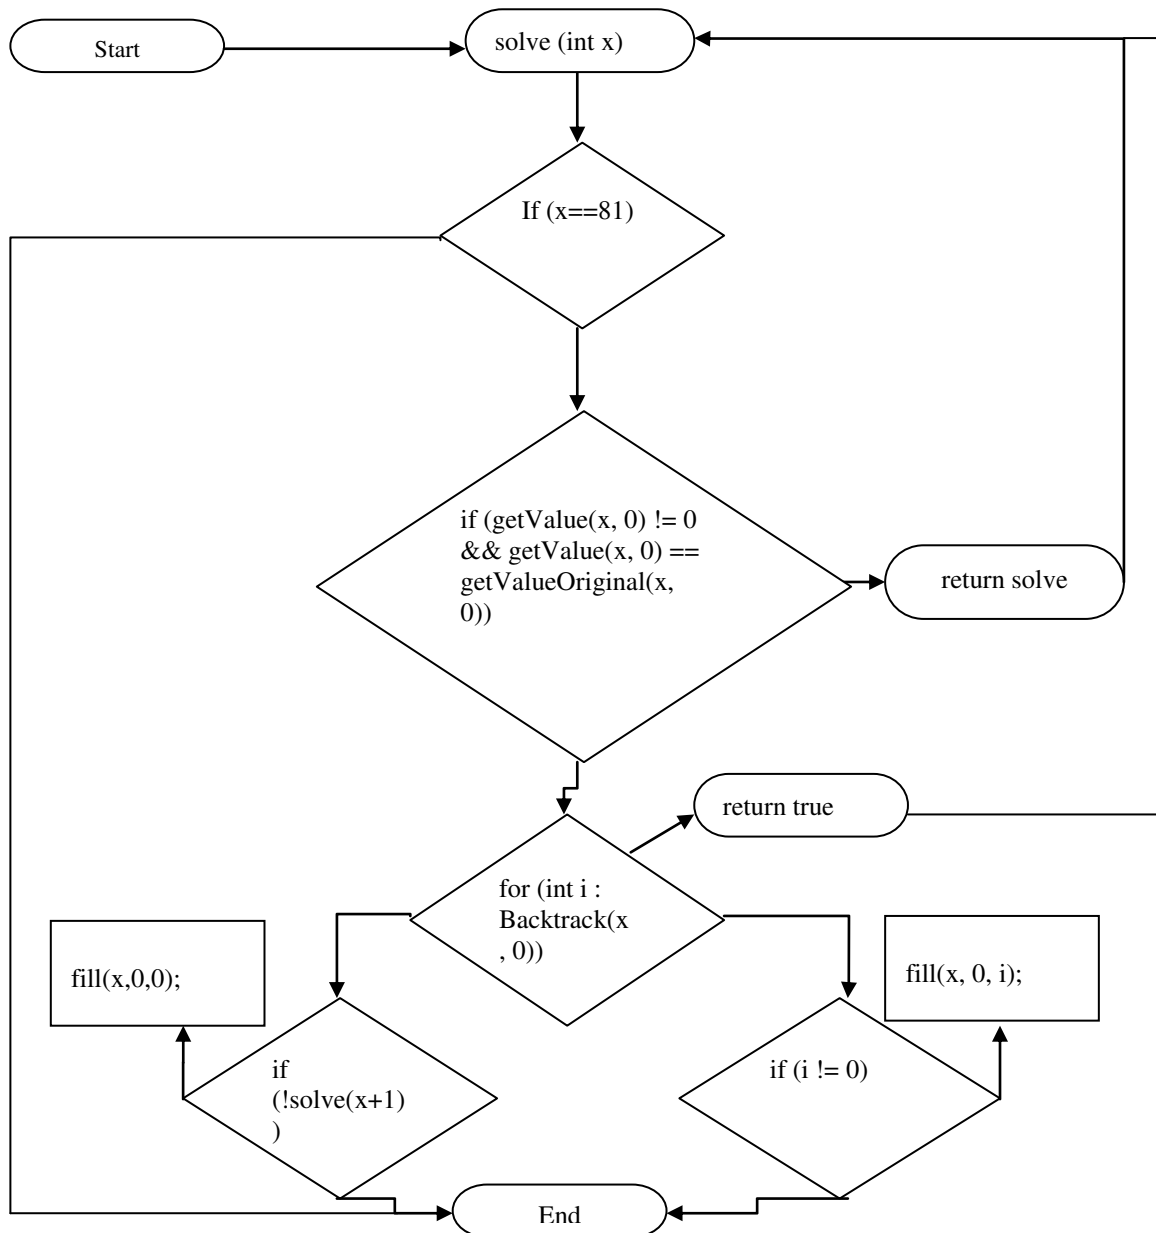 Start
solve (int x)
If (x==81)
if (getValue(x, 0) != 0
&& getValue(x, 0) ==
getValueOriginal(x,
0))
return solve
return true
for (int i :
Backtrack(x
, 0))
fill(x,0,0);
fill(x, 0, i);
if
(!solve(x+1)
)
if (i != 0)
End